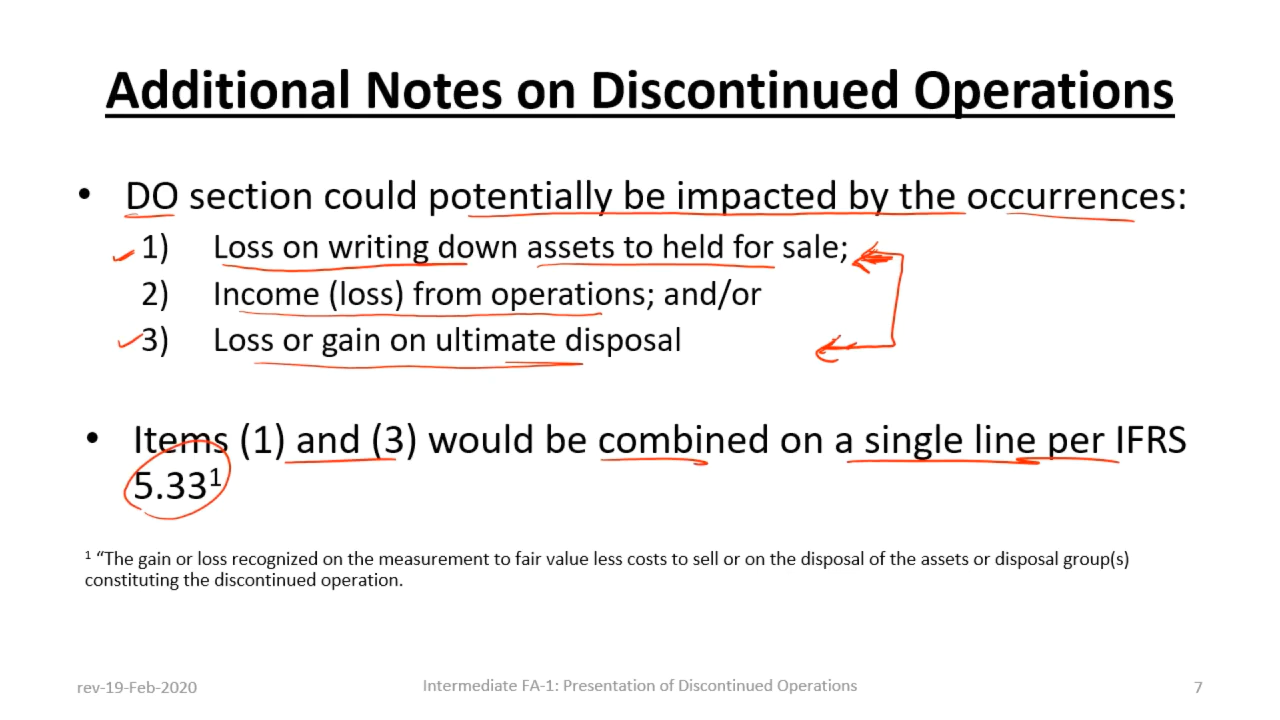 Additional Notes on Discontinued Operations
• DO section could potentially be impacted by the occurrences:
1) Loss on writing down assets to held for sale;
2) Income (loss) from operations; and/or
3) Loss or gain on ultimate disposal
• Items (1) and (3) would be combined on a single line per IFRS
5.33¹
¹ “The gain or loss recognized on the measurement to fair value less costs to sell or on the disposal of the assets or disposal group(s)
constituting the discontinued operation.
rev-19-Feb-2020
Intermediate FA-1: Presentation of Discontinued Operations
7